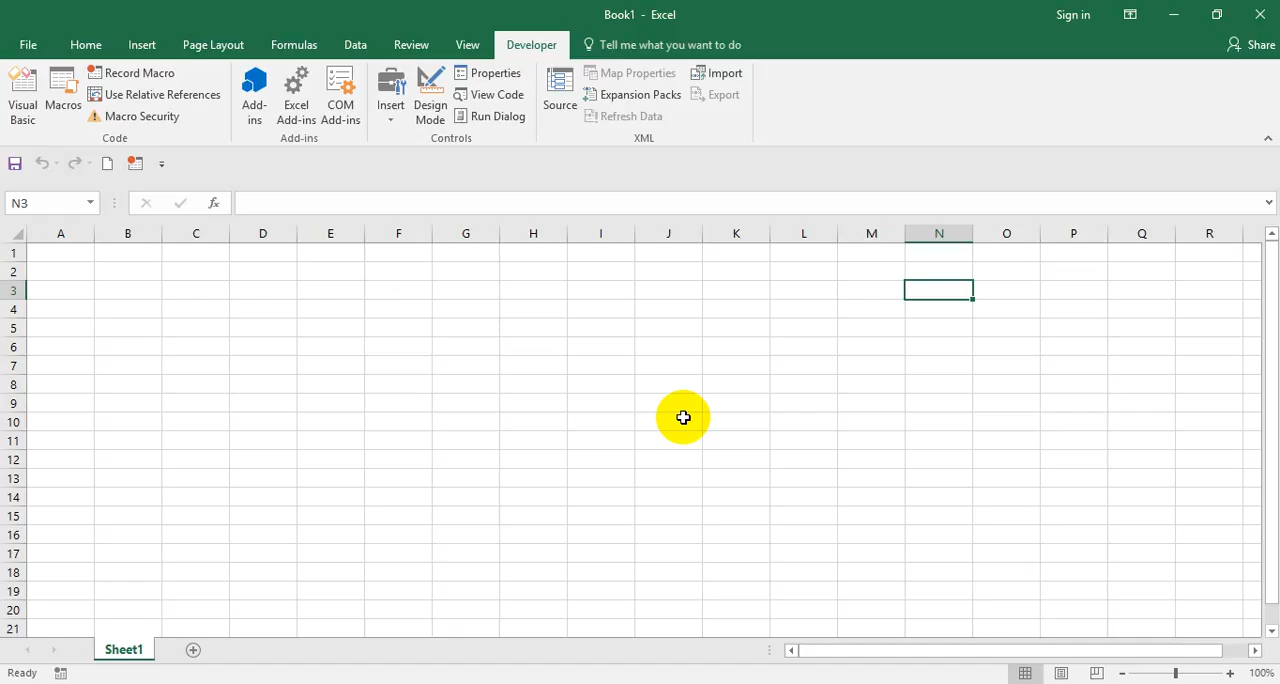 Book1 - Excel
Sign in
File Home Insert Page Layout Formulas Data Review View Developer Tell me what you want to do Share
Visual Basic
Macros
Record Macro
Use Relative References
Macro Security
Code
Add-ins
Excel Add-ins
COM Add-ins
Add-ins
Insert
Design Mode
Properties
View Code
Run Dialog
Controls
Source
Map Properties
Expansion Packs
Refresh Data
Import
Export
XML
N3
fx
A B C D E F G H I J K L M N O P Q R
1
2
3
4
5
6
7
8
9
10
11
12
13
14
15
16
17
18
19
20
21
Sheet1
Ready
100%